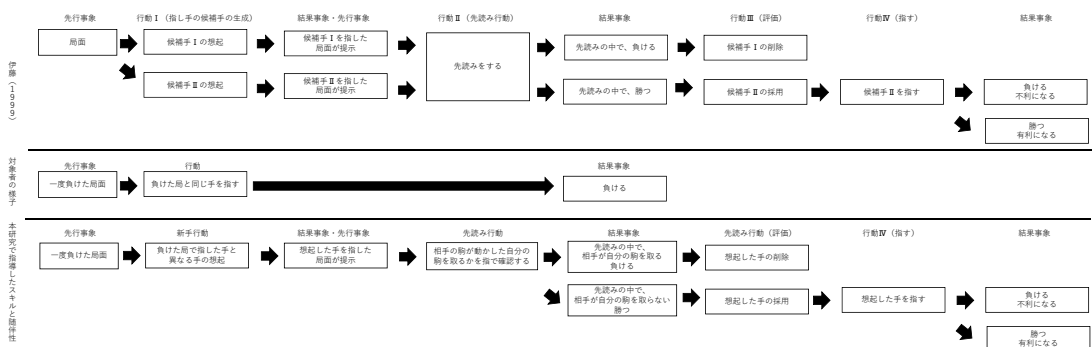 伊藤（1999）
先行事象
行動Ⅰ（指し手の候補手の生成）
結果事象・先行事象
行動Ⅱ（先読み行動）
結果事象
行動Ⅲ（評価）
行動Ⅳ（指す）
結果事象
局面
候補手Ⅰの想起
候補手Ⅰを指した
局面が提示
先読みをする
先読みの中で、負ける
候補手Ⅰの削除
候補手Ⅱの想起
候補手Ⅱを指した
局面が提示
先読みの中で、勝つ
候補手Ⅱの採用
候補手Ⅱを指す
負ける
不利になる
勝つ
有利になる
対象者の様子
先行事象
行動
結果事象
一度負けた局面
負けた局と同じ手を指す
負ける
本研究で指導したスキルと随伴性
先行事象
新手行動
結果事象・先行事象
先読み行動
結果事象
先読み行動（評価）
行動Ⅳ（指す）
結果事象
一度負けた局面
負けた局で指した手と
異なる手の想起
想起した手を指した
局面が提示
相手の駒が動かした自分の
駒を取るかを指で確認する
先読みの中で、
相手が自分の駒を取る
負ける
想起した手の削除
先読みの中で、
相手が自分の駒を取らない
勝つ
想起した手の採用
想起した手を指す
負ける
不利になる
勝つ
有利になる